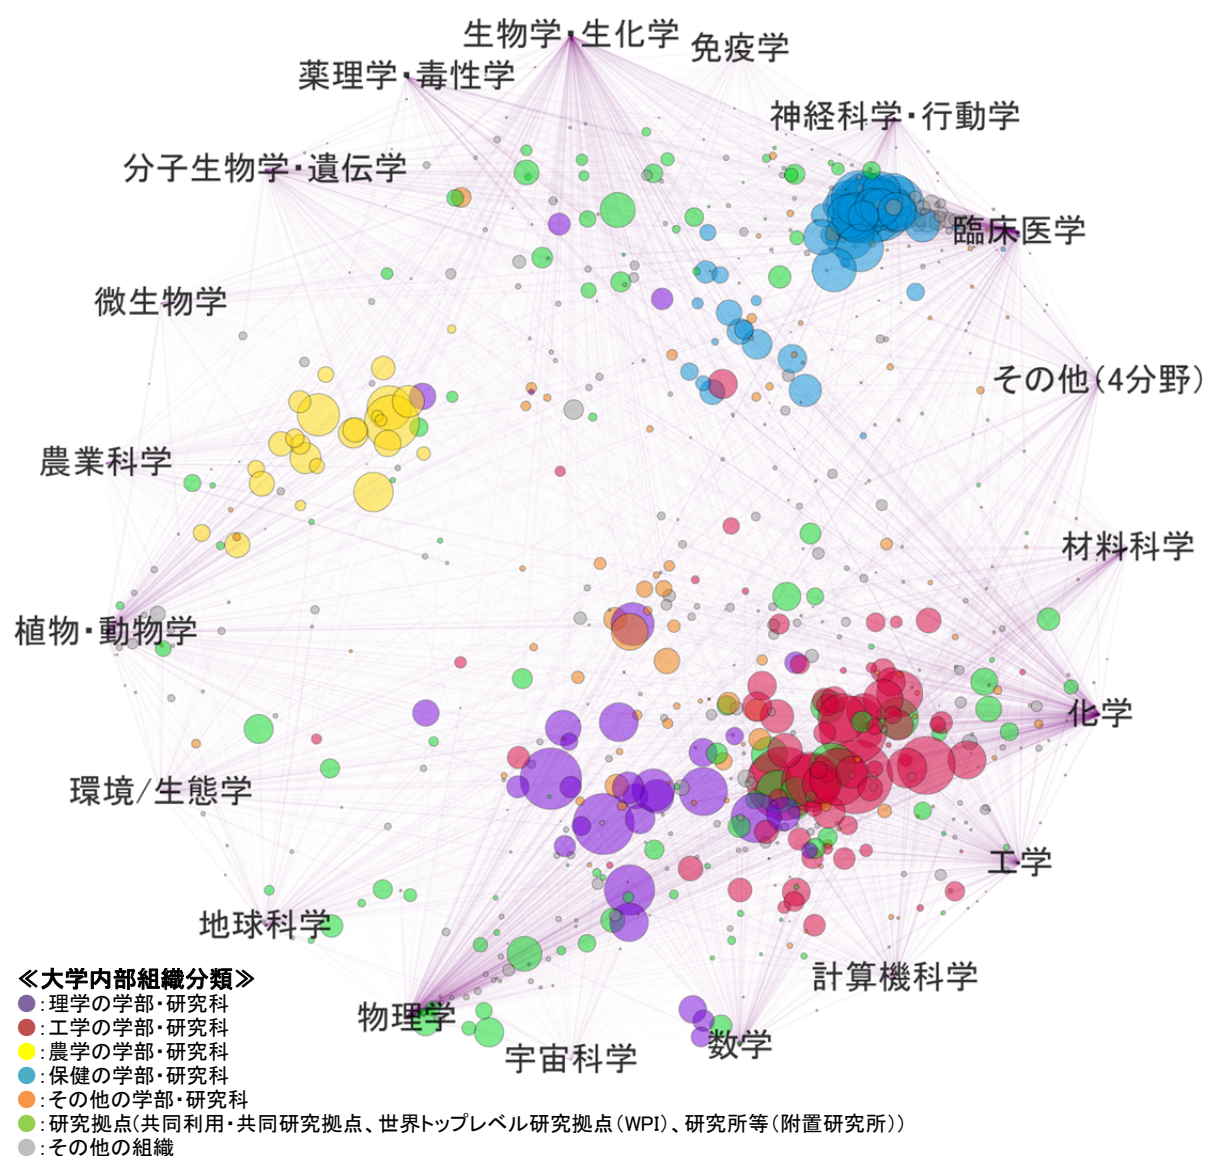 生物学・生化学
免疫学
薬理学・毒性学
神経科学・行動学
分子生物学・遺伝学
臨床医学
微生物学
その他(4分野)
農業科学
材料科学
植物・動物学
化学
環境/生態学
工学
地球科学
計算機科学
物理学
数学
宇宙科学
≪大学内部組織分類≫
:理学の学部・研究科
:工学の学部・研究科
:農学の学部・研究科
:保健の学部・研究科
:その他の学部・研究科
:研究拠点(共同利用・共同研究拠点、世界トップレベル研究拠点(WPI)、研究所等(附置研究所))
:その他の組織